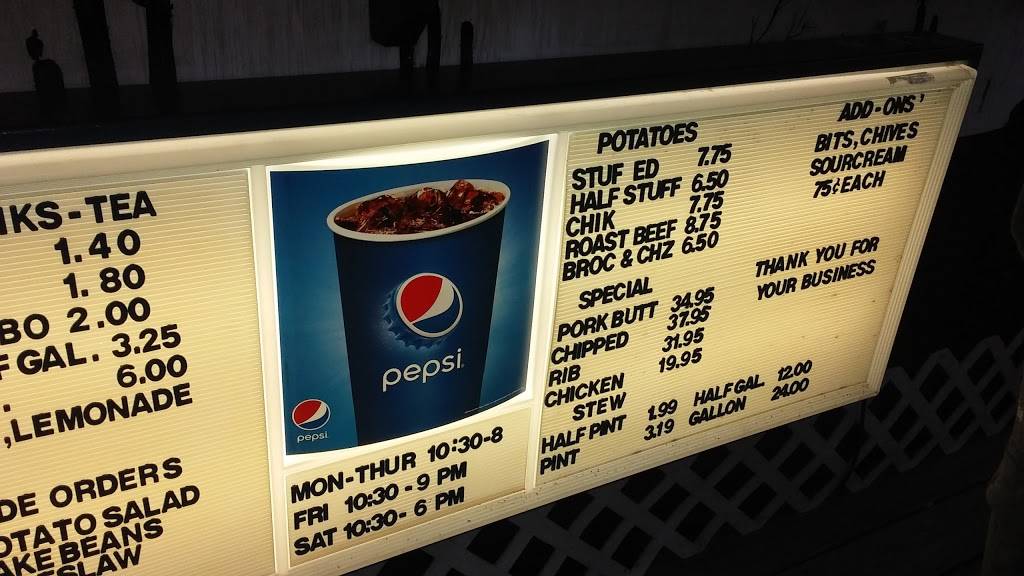 IKS-TEA
1.40
1.80
BO 2.00
F GAL. 3.25
6.00
,LEMONADE
DE ORDERS
OTATO SALAD
AKE BEANS
ESLAW
pepsi
pepsi
MON-THUR 10:30-8
FRI 10:30-9 PM
SAT 10:30-6 PM
POTATOES
STUF ED 7.75
HALF STUFF 6.50
CHIK 7.75
ROAST BEEF 8.75
BROC & CHZ 6.50
SPECIAL
PORK BUTT 34.95
CHIPPED 37.95
RIB 31.95
CHICKEN 19.95
STEW
HALF PINT 1.99 HALF GAL. 12.00
PINT 3.19 GALLON 24.00
ADD-ONS'
BITS, CHIVES
SOURCREAM
75¢ EACH
THANK YOU FOR
YOUR BUSINESS